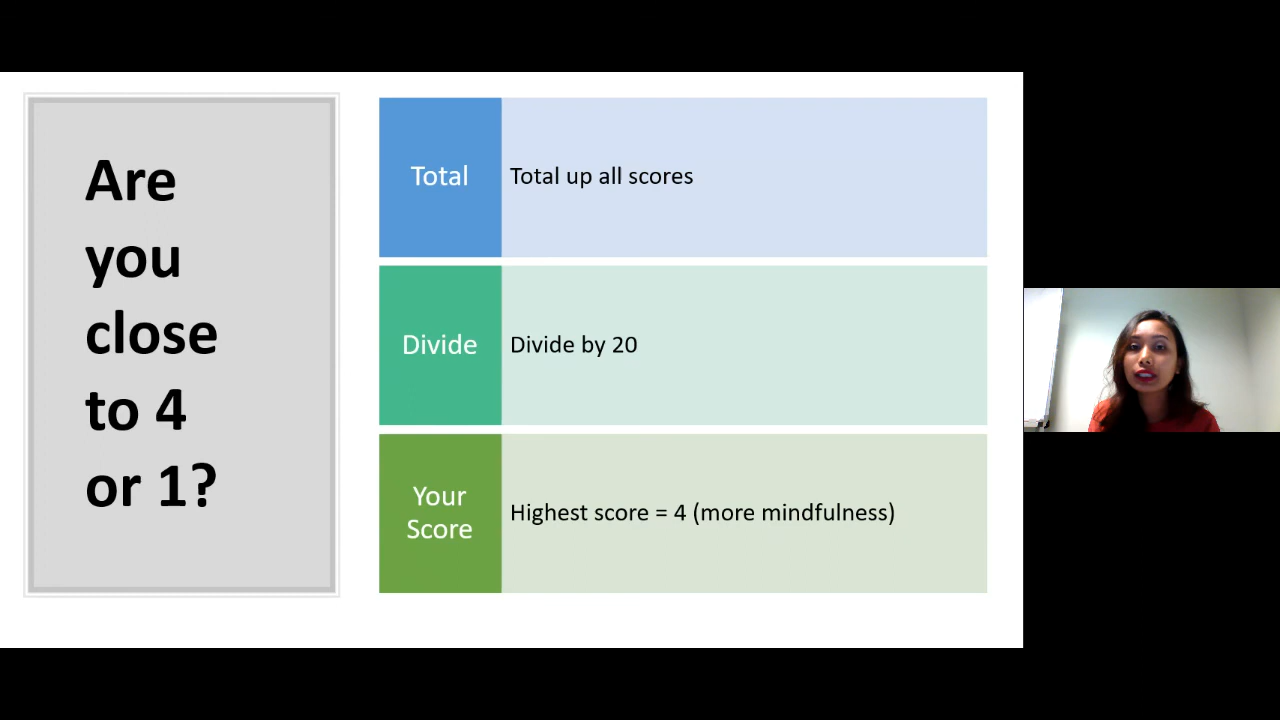 Are
you
close
to 4
or 1?
Total
Total up all scores
Divide
Divide by 20
Your
Score
Highest score = 4 (more mindfulness)